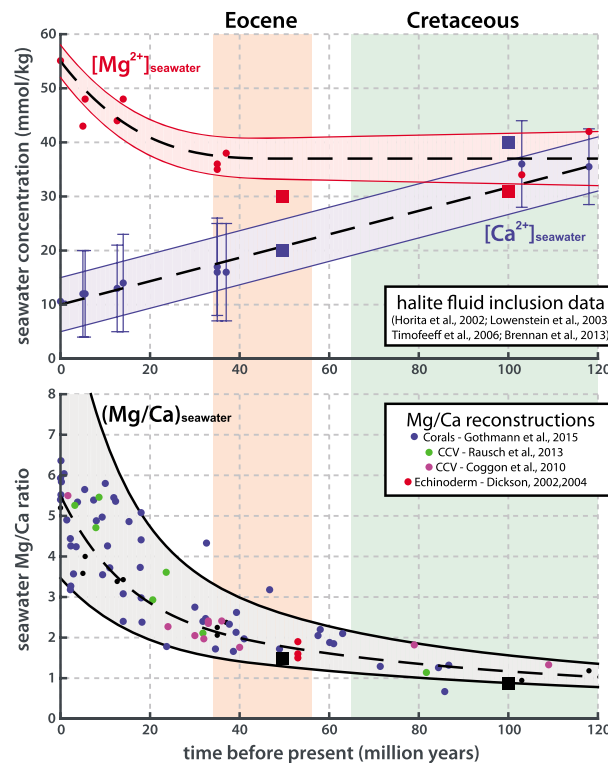 Eocene Cretaceous
60
[Mg2+]seawater
50
40
30
[Ca2+]seawater
20
10
0
seawater concentration (mmol/kg)
halite fluid inclusion data
(Horita et al., 2002; Lowenstein et al., 2003
Timofeeff et al., 2006; Brennan et al., 2013)
0 20 40 60 80 100 120
8
(Mg/Ca)seawater
7
6
5
4
3
2
1
0
seawater Mg/Ca ratio
Mg/Ca reconstructions
Corals - Gothmann et al., 2015
CCV - Rausch et al., 2013
CCV - Coggon et al., 2010
Echinoderm - Dickson, 2002,2004
0 20 40 60 80 100 120
time before present (million years)